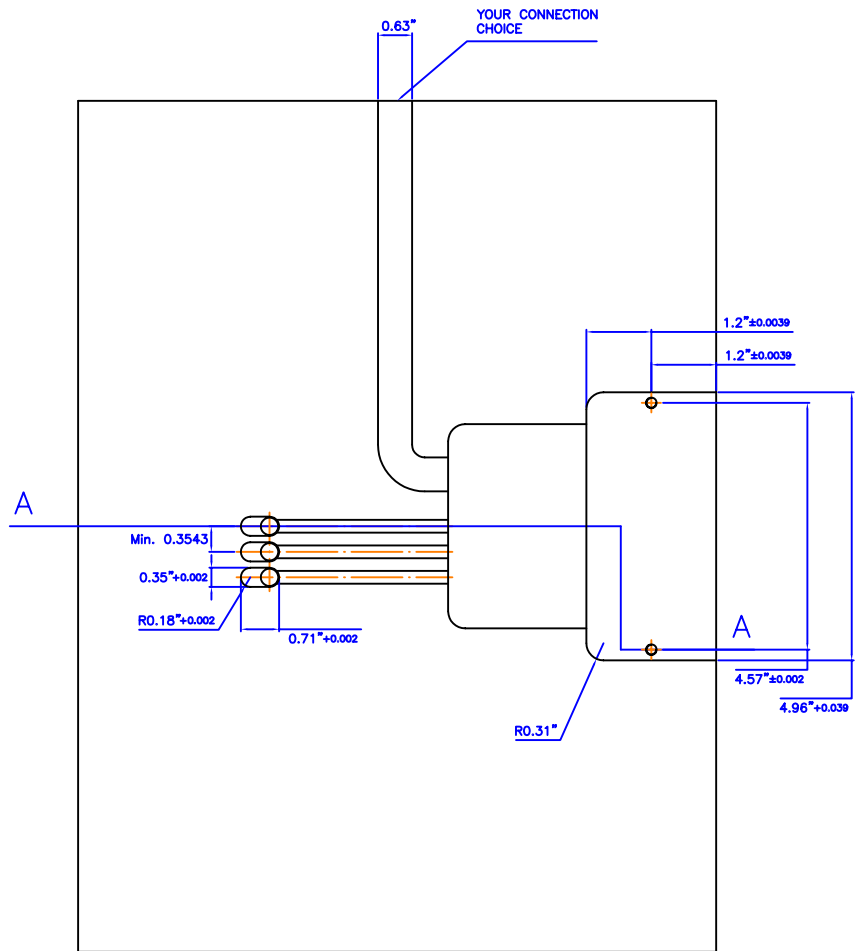 YOUR CONNECTION
CHOICE
0.63"
1.2"±0.0039
1.2"±0.0039
A
Min. 0.3543
0.35"+0.002
R0.18"+0.002
0.71"+0.002
A
4.57"±0.002
4.96"+0.039
R0.31"